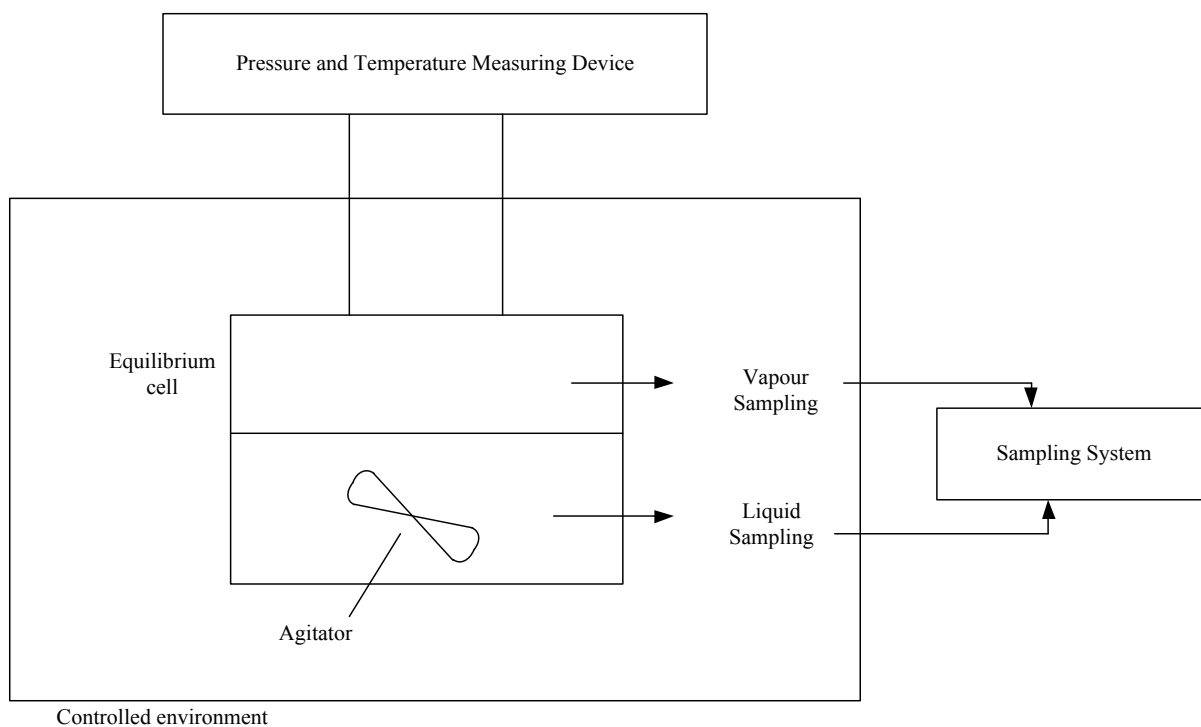 Pressure and Temperature Measuring Device
Equilibrium
cell
Vapour
Sampling
Sampling System
Liquid
Sampling
Agitator
Controlled environment